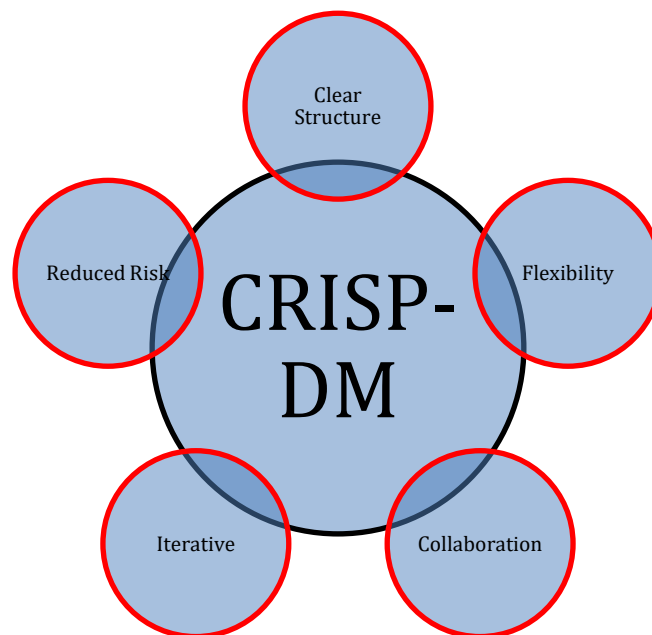 Clear
Structure
Reduced Risk
Flexibility
CRISP-
DM
Iterative
Collaboration